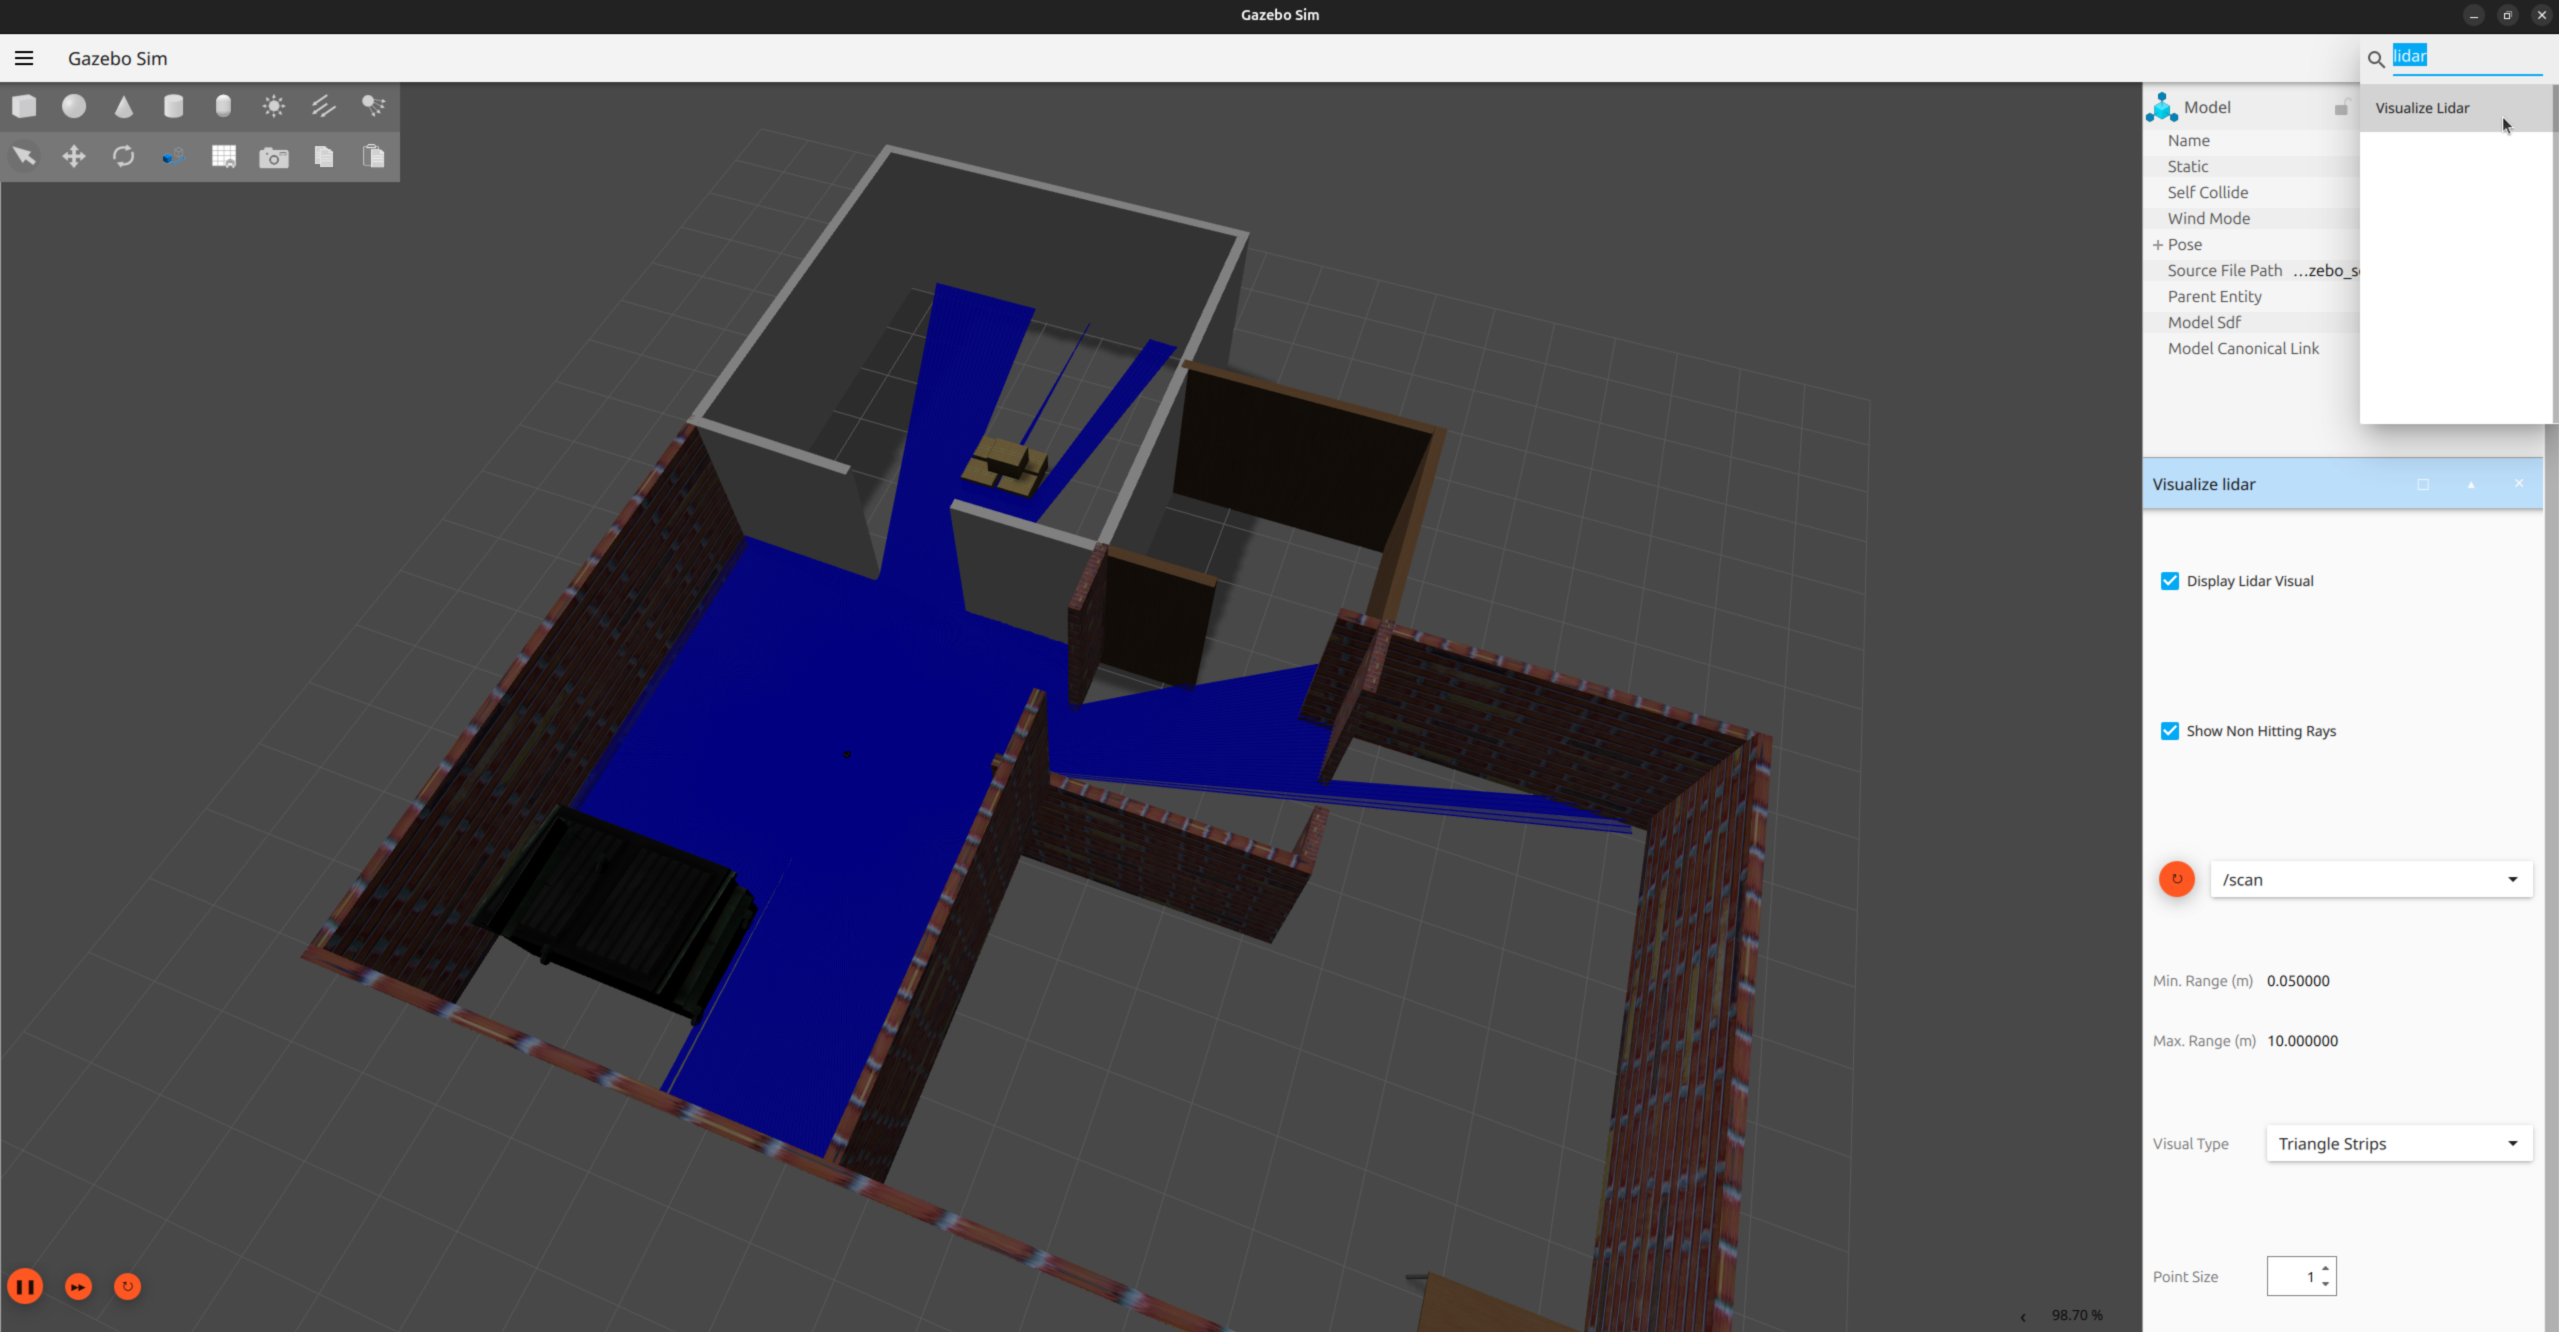 Gazebo Sim
Gazebo Sim
lidar
Visualize Lidar
Model
Name
Static
Self Collide
Wind Mode
Pose
Source File Path ...zebo_s
Parent Entity
Model Sdf
Model Canonical Link
Visualize lidar
Display Lidar Visual
Show Non Hitting Rays
/scan
Min. Range (m) 0.050000
Max. Range (m) 10.000000
Visual Type Triangle Strips
Point Size 1
98.70 %